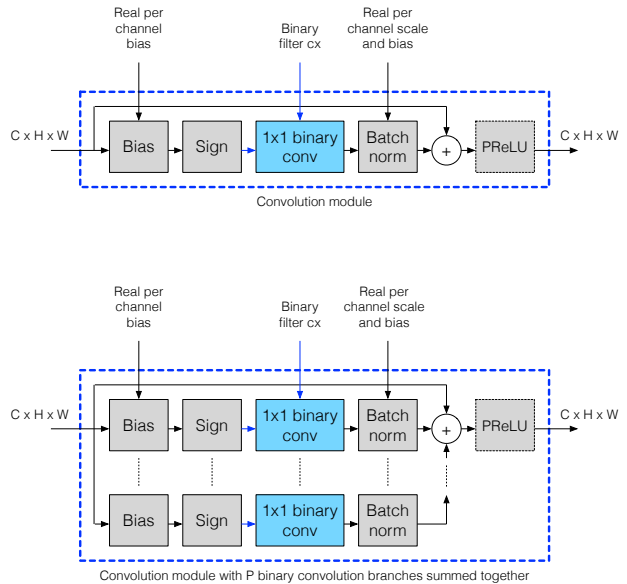 Real per
channel
bias
Binary
filter cx
Real per
channel scale
and bias
C x H x W
Bias
Sign
1x1 binary
conv
Batch
norm
+
PReLU
C x H x W
Convolution module
Real per
channel
bias
Binary
filter cx
Real per
channel scale
and bias
C x H x W
Bias
Sign
1x1 binary
conv
Batch
norm
+
PReLU
C x H x W
Bias
Sign
1x1 binary
conv
Batch
norm
Convolution module with P binary convolution branches summed together